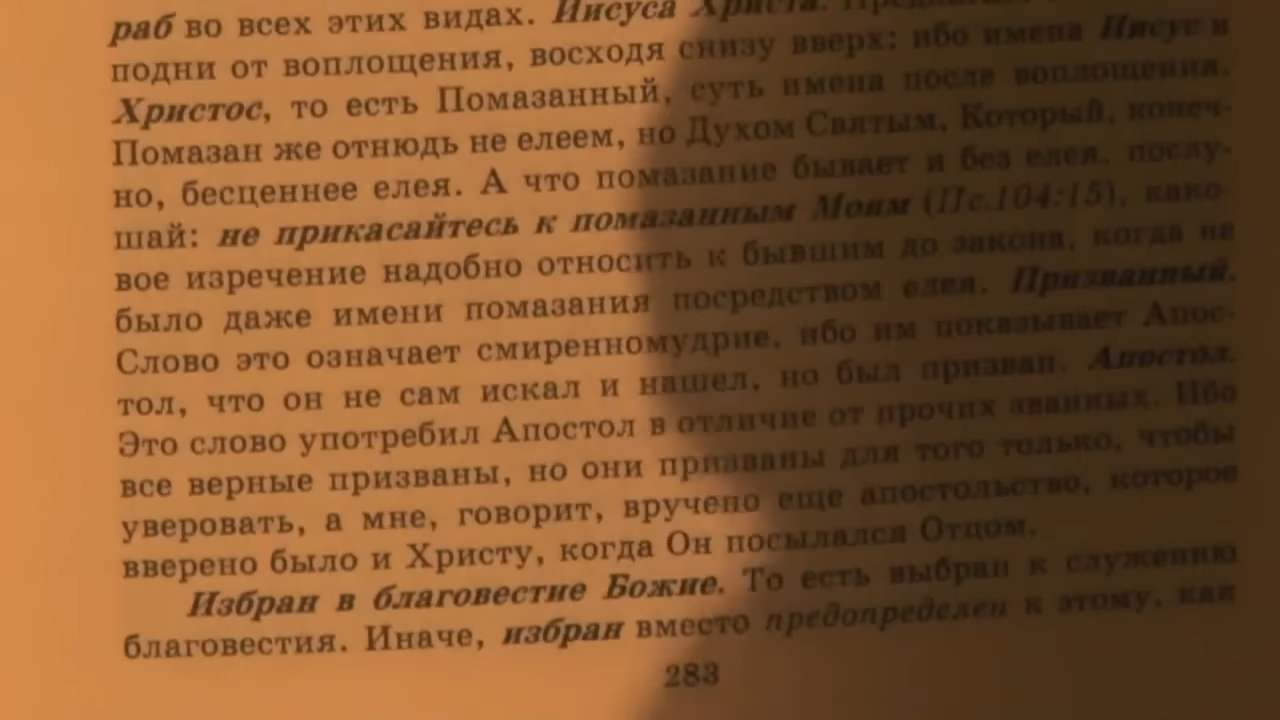 раб во всех этих видах. Иисуса Христа.
подни от воплощения, восходя снизу вверх: ибо имена Иисус и
Христос, то есть Помазанный, суть имена после воплощения.
Помазан же отнюдь не елеем, но Духом Святым, Который, конеч-
но, бесценнее елея. А что помазание бывает и без елея, послу-
шай: не прикасайтесь к помазанным Моим (Пс.104:15), како-
вое изречение надобно относить к бывшим до закона, когда не
было даже имени помазания посредством елея. Призванный.
Слово это означает смиренномудрие, ибо им показывает Апос-
тол, что он не сам искал и нашел, но был призван. Апостол.
Это слово употребил Апостол в отличие от прочих званных. Ибо
все верные призваны, но они призваны для того только, чтобы
уверовать, а мне, говорит, вручено еще апостольство, которое
вверено было и Христу, когда Он посылался Отцом.
Избран в благовестие Божие. То есть выбран к служению
благовестия. Иначе, избран вместо предопределен к этому, как
283